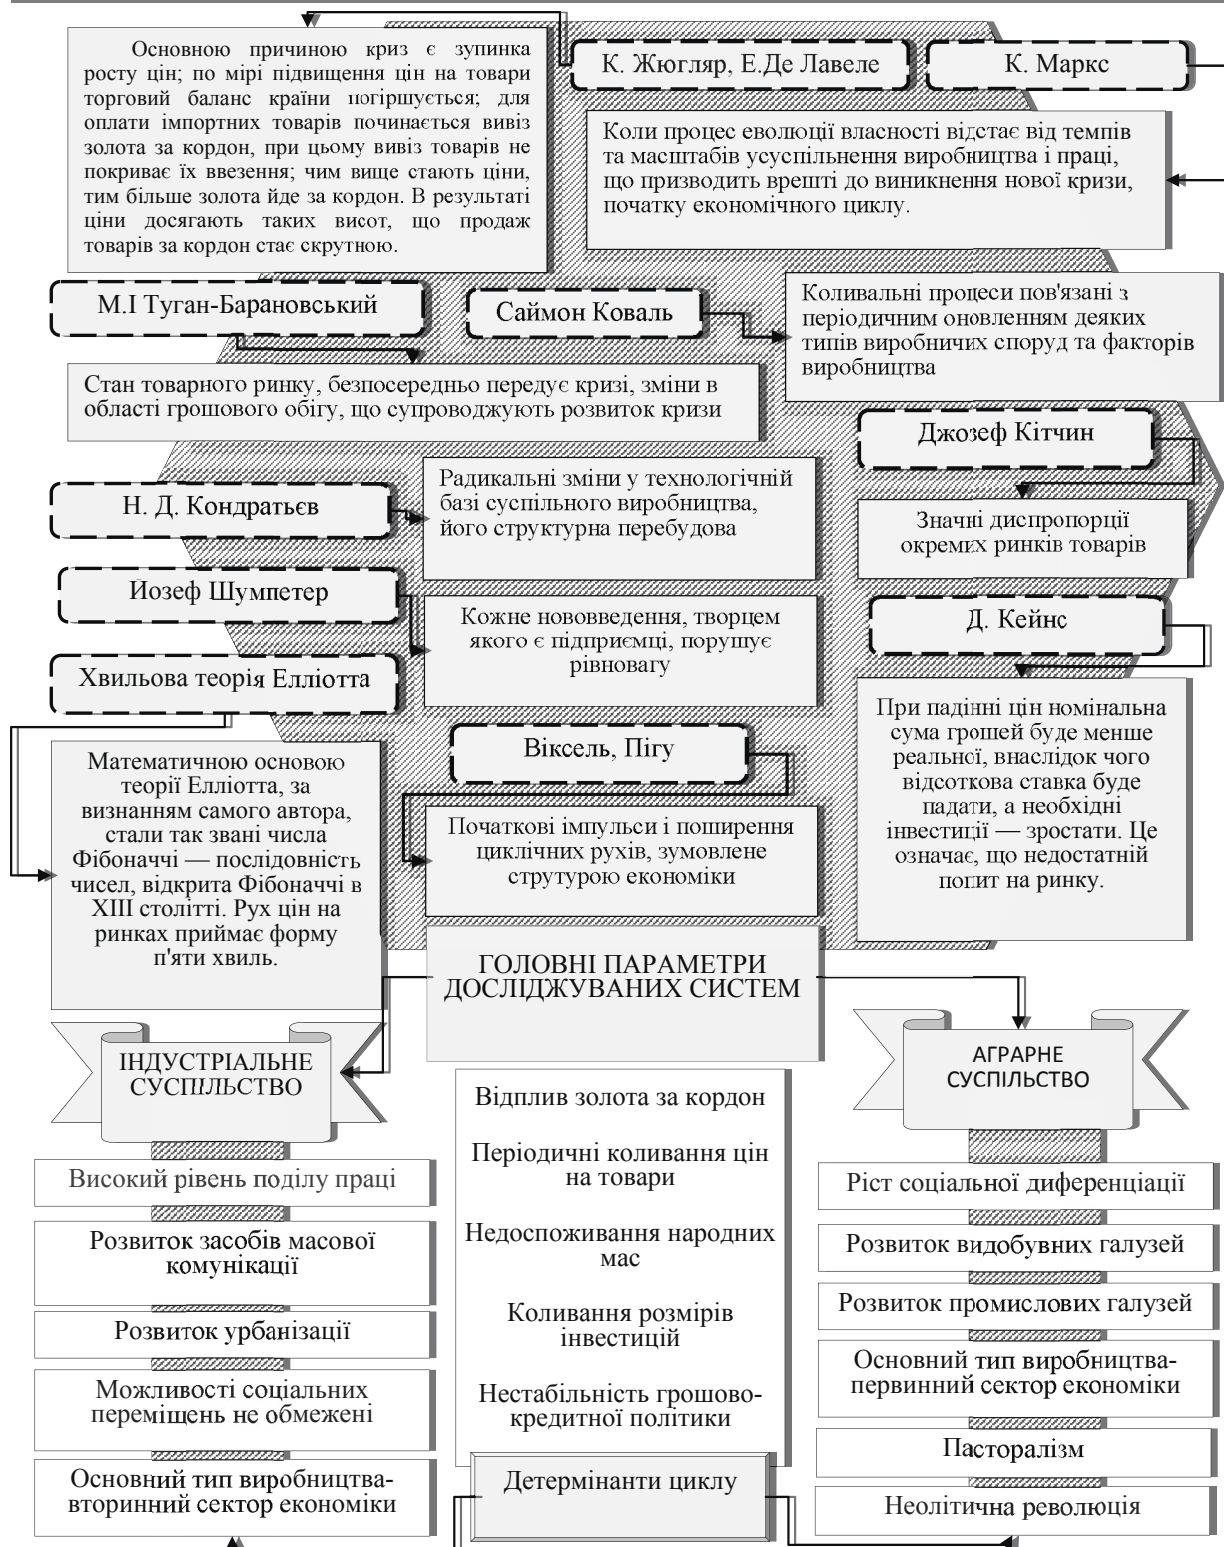 Основною причиною криз є зупинка
росту цін; по мірі підвищення цін на товари
торговий баланс країни погіршується; для
оплати імпортних товарів починається вивіз
золота за кордон, при цьому вивіз товарів не
покриває їх ввезення; чим вище стають ціни,
тим більше золота йде за кордон. В результаті
ціни досягають таких висот, що продаж
товарів за кордон стає скрутною.
К. Жюгляр, Е.Де Лавеле
К. Маркс
Коли процес еволюції власності відстає від темпів
та масштабів усуспільнення виробництва і праці,
що призводить врешті до виникнення нової кризи,
початку економічного циклу.
М.І Туган-Барановський
Саймон Коваль
Коливальні процеси пов'язані з
періодичним оновленням деяких
типів виробничих споруд та факторів
виробництва
Стан товарного ринку, безпосередньо передує кризі, зміни в
області грошового обігу, що супроводжують розвиток кризи
Джозеф Кітчин
Н. Д. Кондратьєв
Радикальні зміни у технологічній
базі суспільного виробництва,
його структурна перебудова
Значні диспропорції
окремих ринків товарів
Йозеф Шумпетер
Кожне нововведення, творцем
якого є підприємці, порушує
рівновагу
Д. Кейнс
Хвильова теорія Елліотта
При падінні цін номінальна
сума грошей буде менше
реальної, внаслідок чого
відсоткова ставка буде
падати, а необхідні
інвестиції — зростати. Це
означає, що недостатній
попит на ринку.
Віксель, Пігу
Математичною основою
теорії Елліотта, за
визнанням самого автора,
стали так звані числа
Фібоначчі — послідовність
чисел, відкрита Фібоначчі в
XIII столітті. Рух цін на
ринках приймає форму
п'яти хвиль.
Початкові імпульси і поширення
циклічних рухів, зумовлене
струтурою економіки
ГОЛОВНІ ПАРАМЕТРИ
ДОСЛІДЖУВАНИХ СИСТЕМ
ІНДУСТРІАЛЬНЕ
СУСПІЛЬСТВО
Високий рівень поділу праці
Розвиток засобів масової
комунікації
Розвиток урбанізації
Можливості соціальних
переміщень не обмежені
Основний тип виробництва-
вторинний сектор економіки
Відплив золота за кордон
Періодичні коливання цін
на товари
Недоспоживання народних
мас
Коливання розмірів
інвестицій
Нестабільність грошово-
кредитної політики
Детермінанти циклу
АГРАРНЕ
СУСПІЛЬСТВО
Ріст соціальної диференціації
Розвиток видобувних галузей
Розвиток промислових галузей
Основний тип виробництва-
первинний сектор економіки
Пасторалізм
Неолітична революція